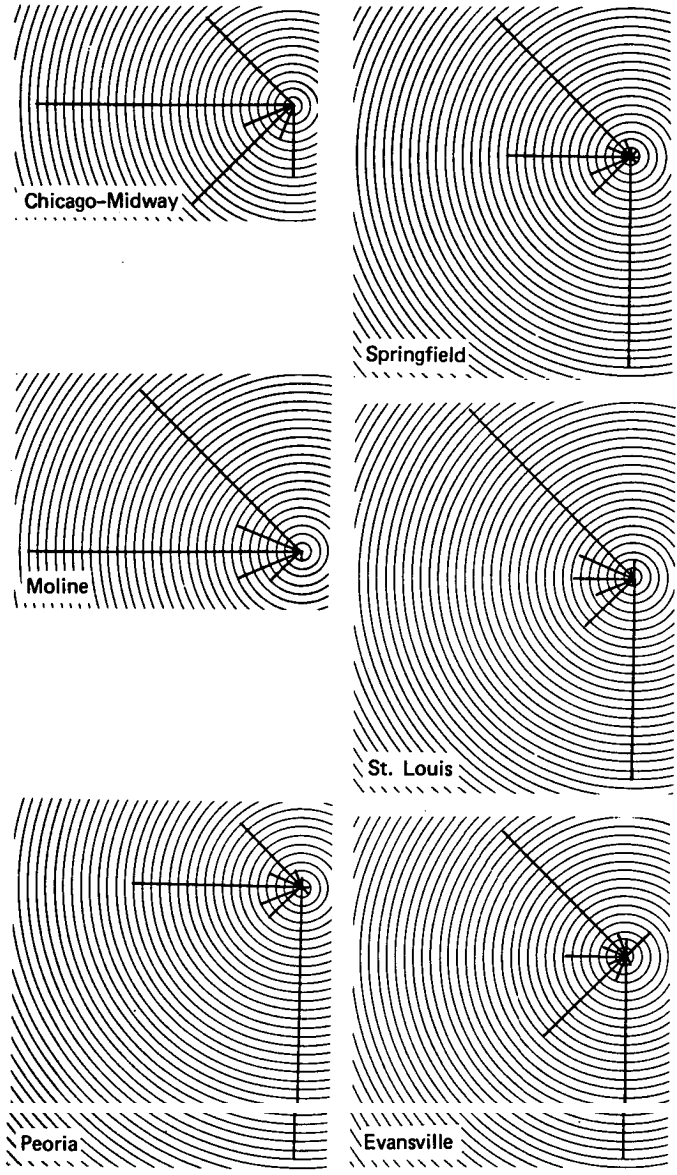 Chicago-Midway
Springfield
Moline
St. Louis
Peoria
Evansville